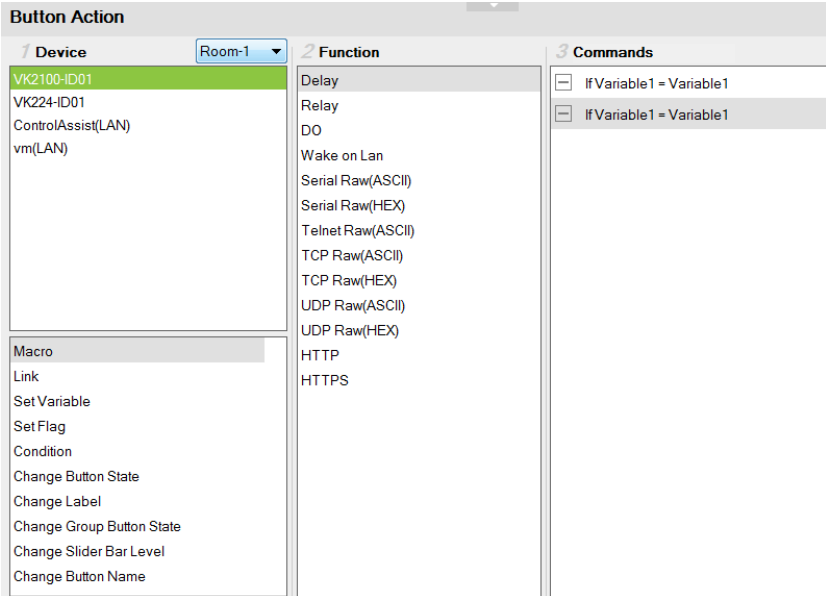 Button Action
1 Device
Room-1
VK2100-ID01
VK224-ID01
ControlAssist(LAN)
vm(LAN)
Macro
Link
Set Variable
Set Flag
Condition
Change Button State
Change Label
Change Group Button State
Change Slider Bar Level
Change Button Name
2 Function
Delay
Relay
DO
Wake on Lan
Serial Raw(ASCII)
Serial Raw(HEX)
Telnet Raw(ASCII)
TCP Raw(ASCII)
TCP Raw(HEX)
UDP Raw(ASCII)
UDP Raw(HEX)
HTTP
HTTPS
3 Commands
If Variable1 = Variable1
If Variable1 = Variable1